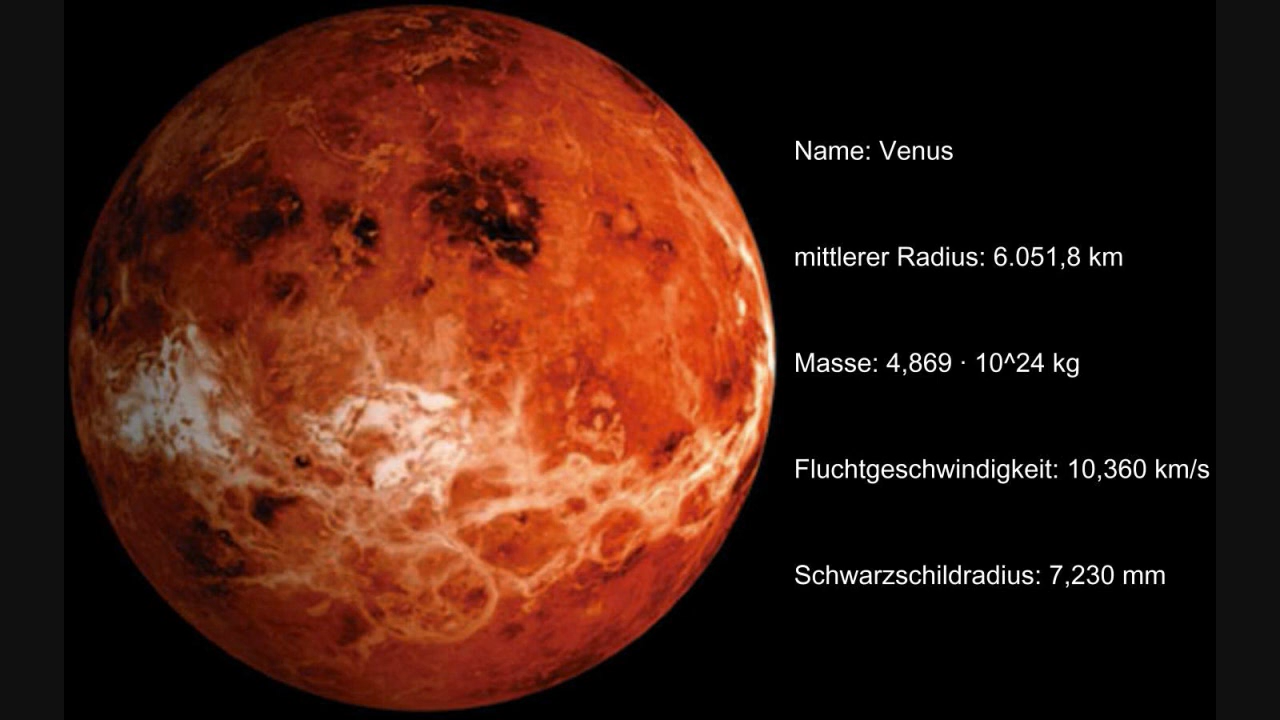 Name: Venus
mittlerer Radius: 6.051,8 km
Masse: 4,869 · 10^24 kg
Fluchtgeschwindigkeit: 10,360 km/s
Schwarzschildradius: 7,230 mm